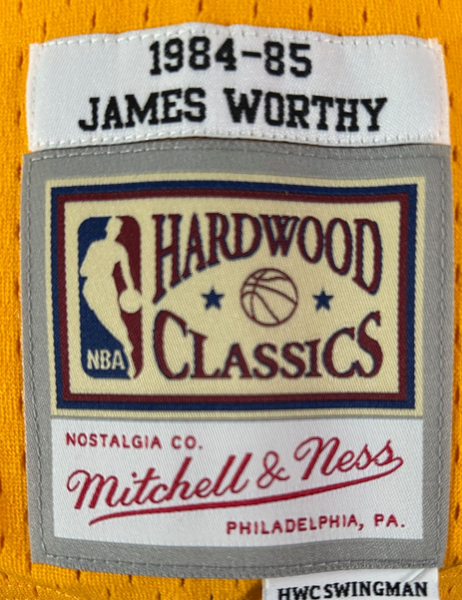 1984-85
JAMES WORTHY
HARDWOOD
NBA
CLASSICS
NOSTALGIA CO.
Mitchell & Ness
PHILADELPHIA, PA.
HWC SWINGMAN